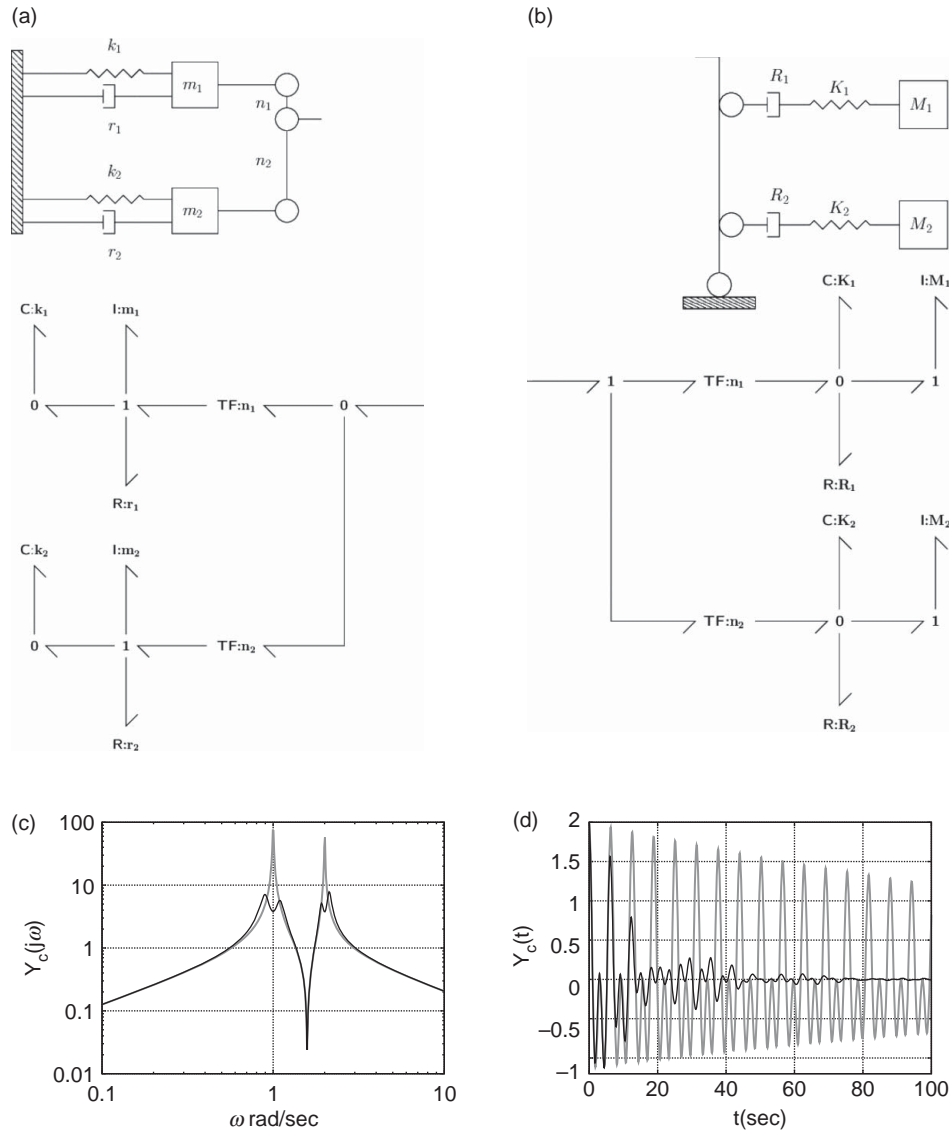 (a)
k₁
m₁
r₁
n₁
n₂
k₂
m₂
r₂
C:k₁
I:m₁
0
1
TF:n₁
0
R:r₁
C:k₂
I:m₂
0
1
TF:n₂
R:r₂
(b)
R₁
K₁
M₁
R₂
K₂
M₂
C:K₁
I:M₁
1
TF:n₁
0
1
R:R₁
C:K₂
I:M₂
TF:n₂
0
1
R:R₂
(c)
100
10
1
0.1
0.01
0.1
1
10
Y_c(jω)
ω rad/sec
(d)
2
1.5
1
0.5
0
–0.5
–1
0
20
40
60
80
100
Y_c(t)
t(sec)